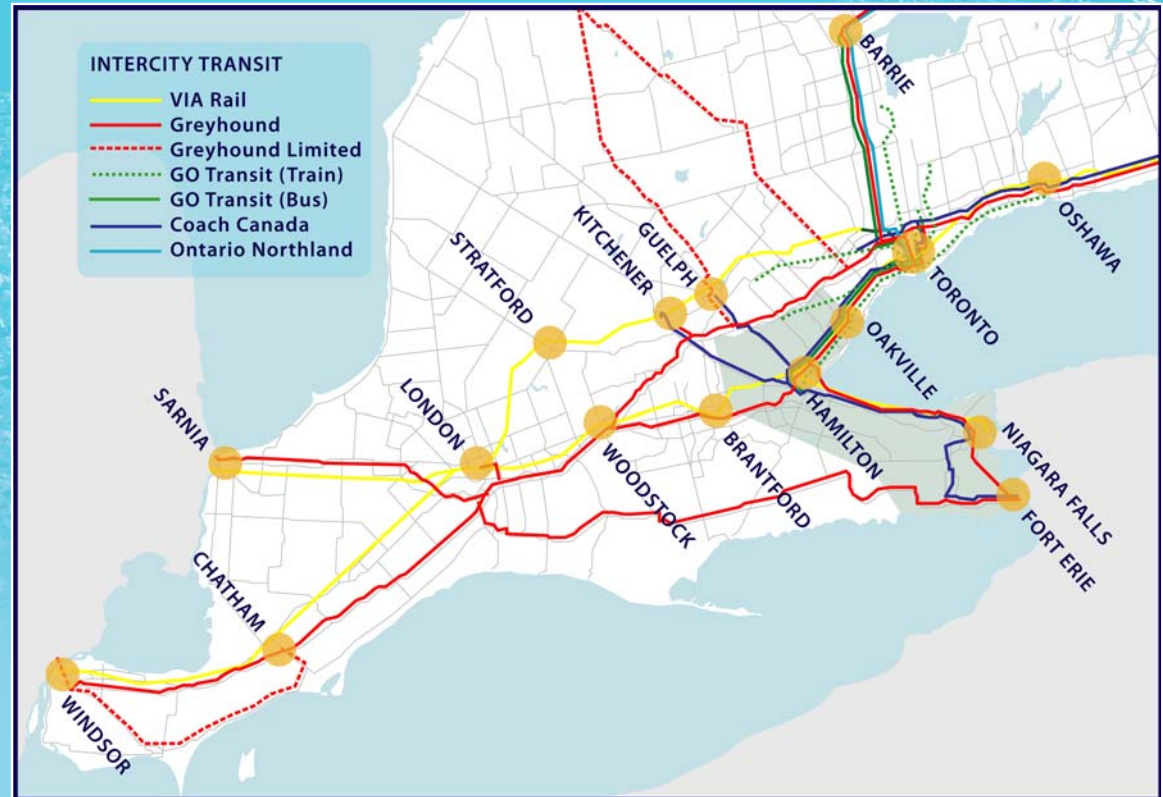 INTERCITY TRANSIT
VIA Rail
Greyhound
Greyhound Limited
GO Transit (Train)
GO Transit (Bus)
Coach Canada
Ontario Northland
BARRIE
OSHAWA
TORONTO
GUELPH
KITCHENER
STRATFORD
OAKVILLE
LONDON
SARNIA
HAMILTON
NIAGARA FALLS
BRANTFORD
WOODSTOCK
FORT ERIE
CHATHAM
WINDSOR